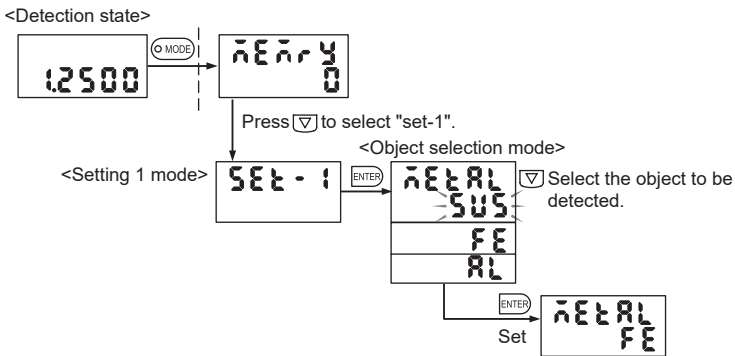 <Detection state>
1.2500
MODE
MEMrY
0
Press to select "set-1".
<Object selection mode>
<Setting 1 mode>
SEt-1
ENTER
MEtAL
SUS
FE
AL
Select the object to be
detected.
ENTER
Set
MEtAL
FE